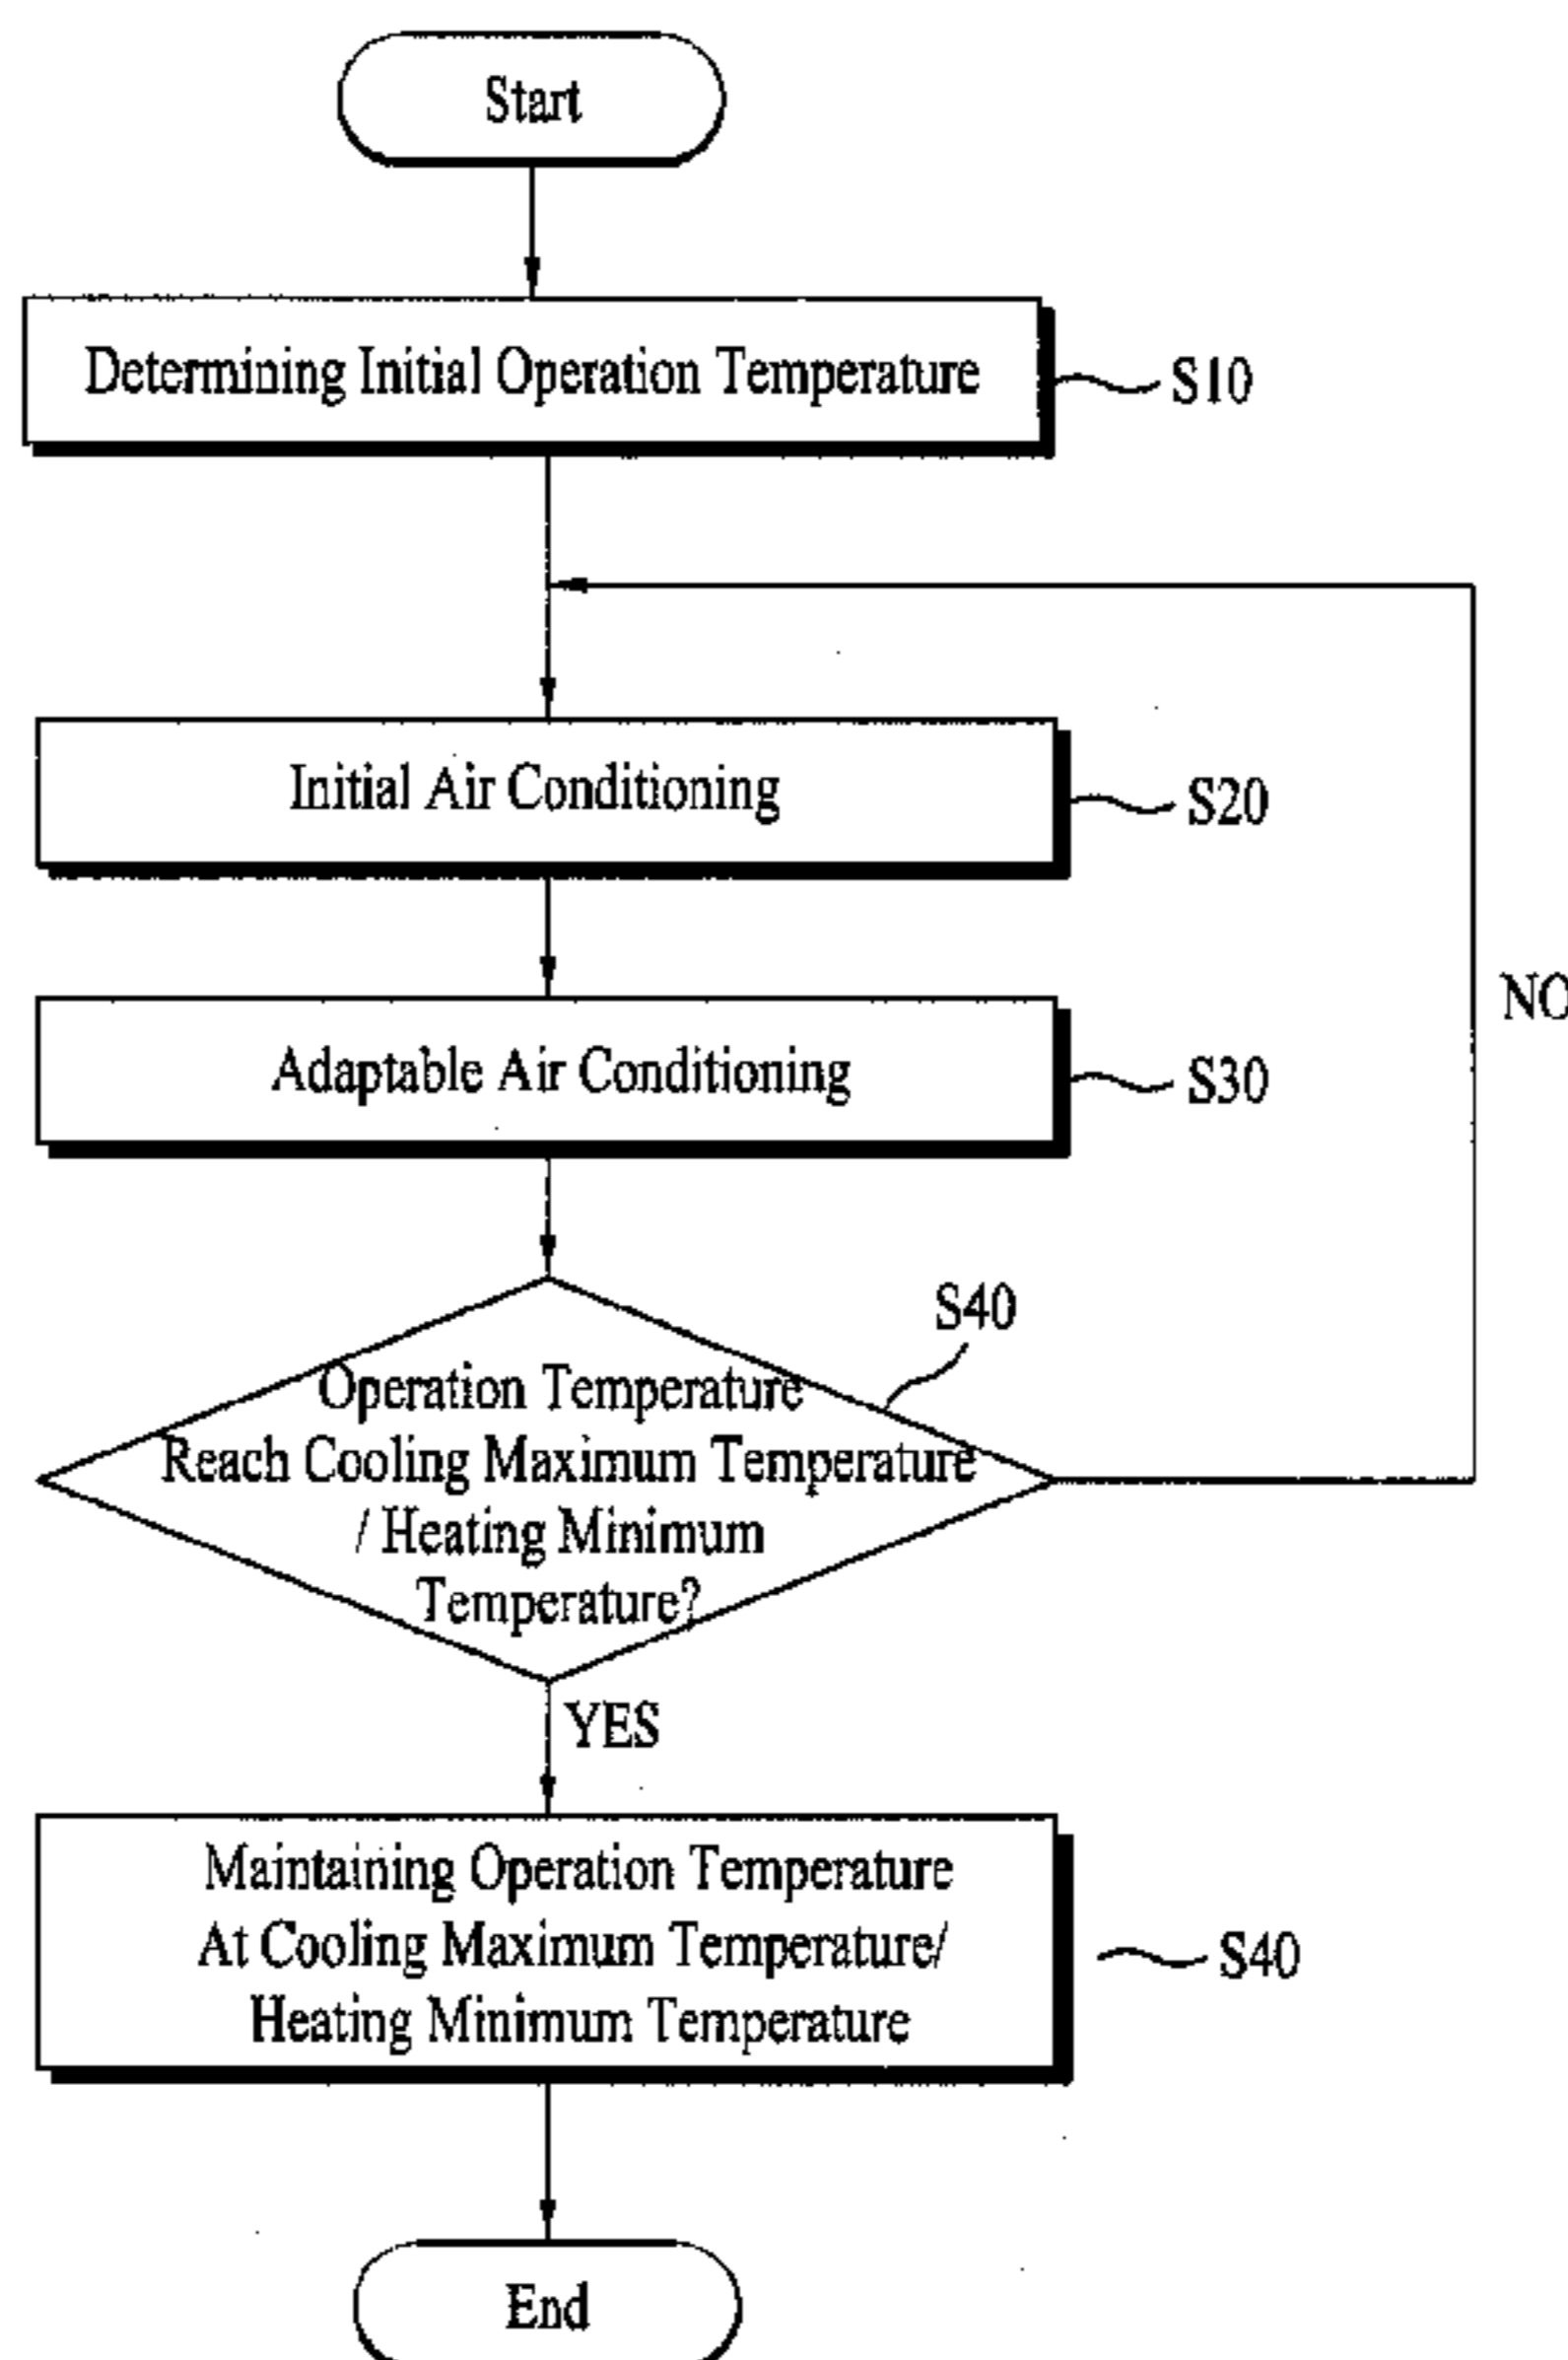 Start
Determining Initial Operation Temperature
S10
Initial Air Conditioning
S20
NO
Adaptable Air Conditioning
S30
S40
Operation Temperature
Reach Cooling Maximum Temperature
/ Heating Minimum
Temperature?
YES
Maintaining Operation Temperature
At Cooling Maximum Temperature/
Heating Minimum Temperature
S40
End